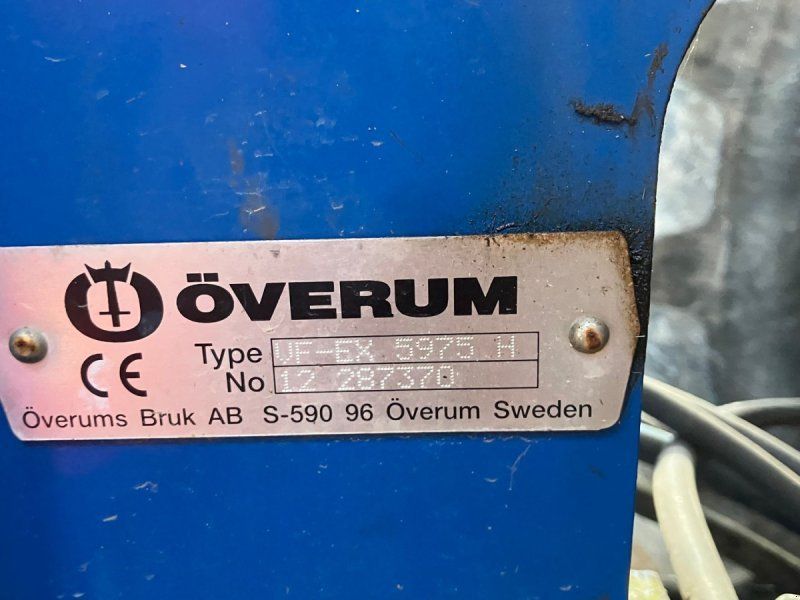 ÖVERUM
CE
Type VF-EX 5975 H
No 12 287370
Överums Bruk AB S-590 96 Överum Sweden